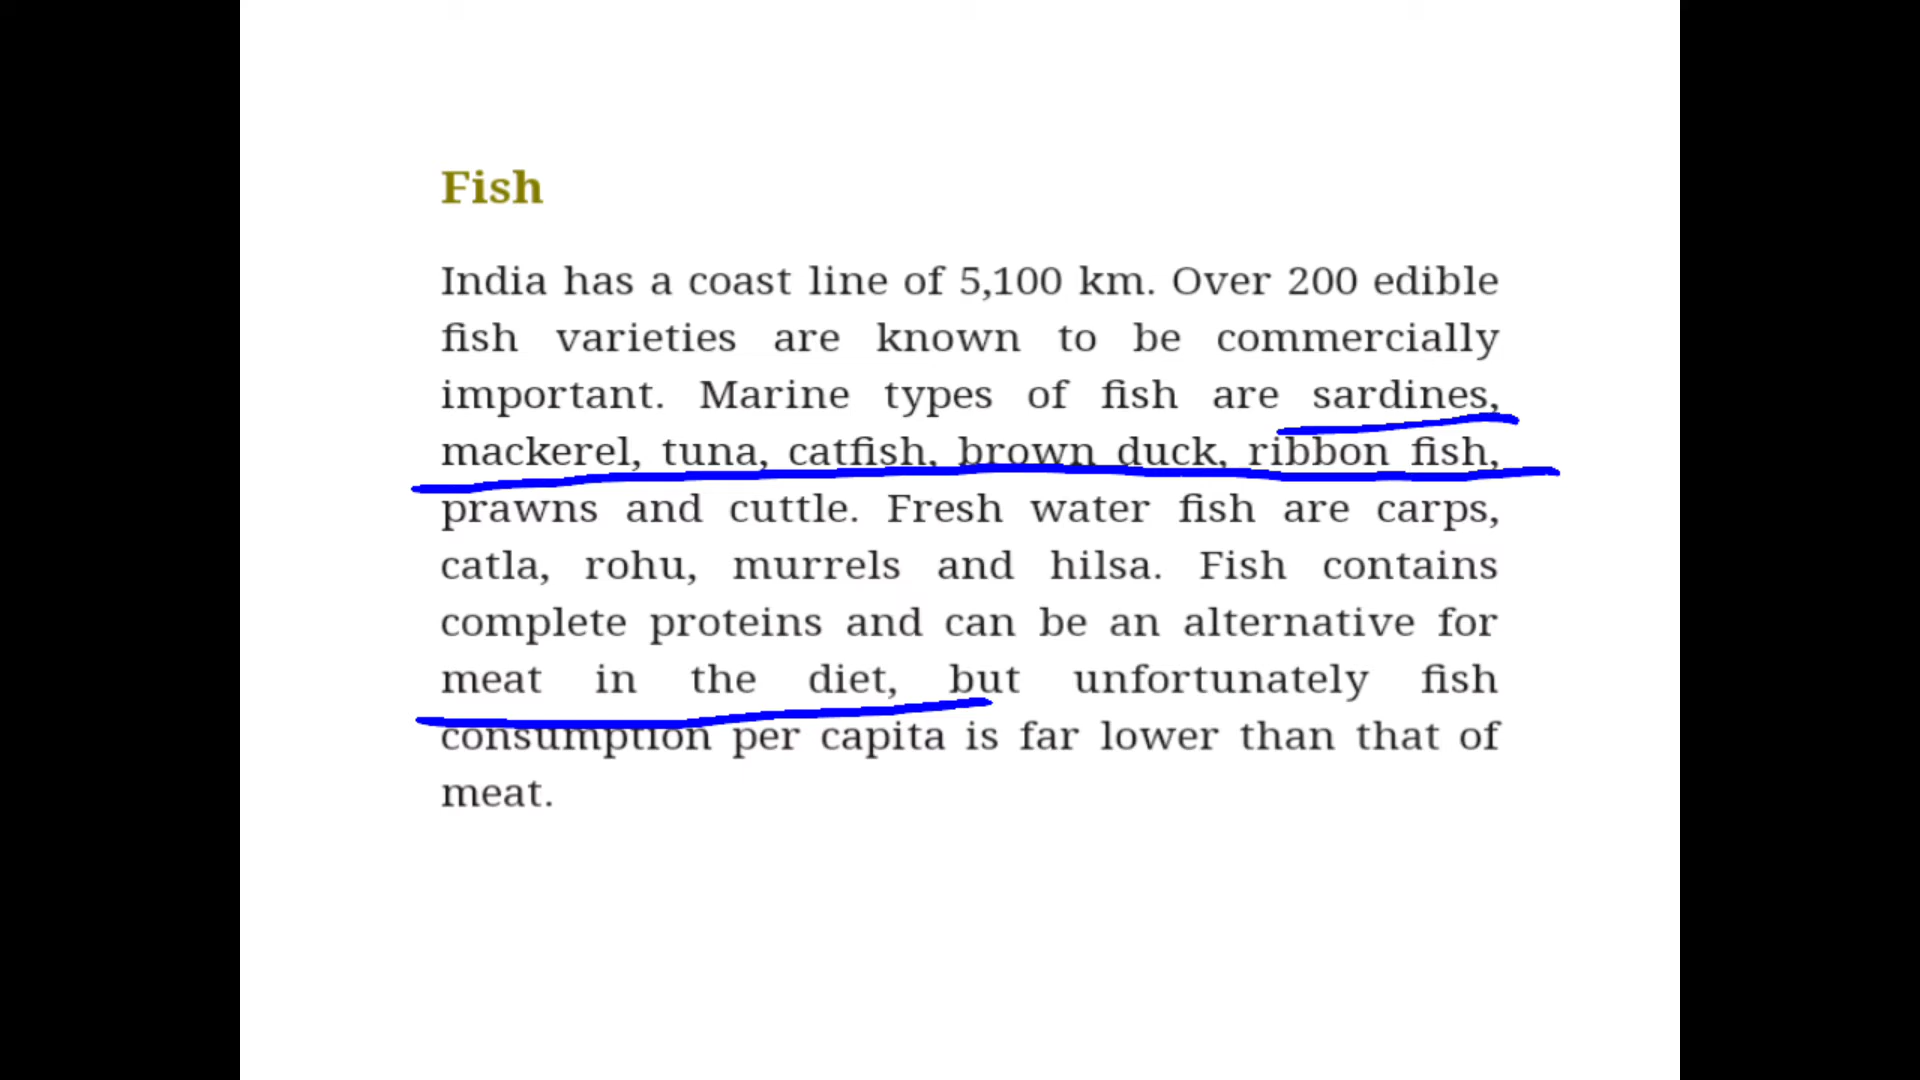 Fish
India has a coast line of 5,100 km. Over 200 edible
fish varieties are known to be commercially
important. Marine types of fish are sardines,
mackerel, tuna, catfish, brown duck, ribbon fish,
prawns and cuttle. Fresh water fish are carps,
catla, rohu, murrels and hilsa. Fish contains
complete proteins and can be an alternative for
meat in the diet, but unfortunately fish
consumption per capita is far lower than that of
meat.